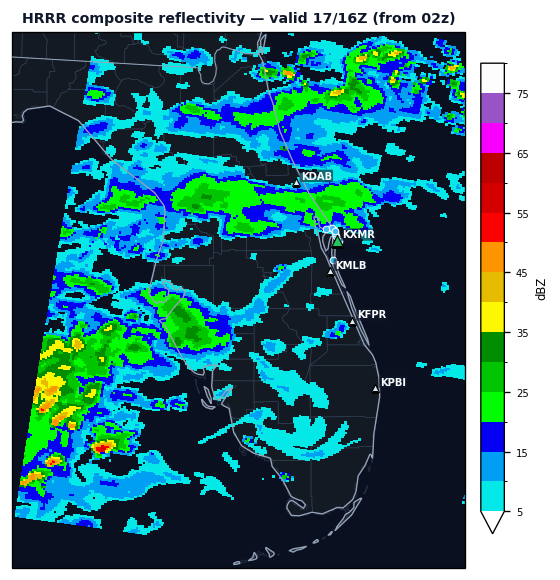 HRRR composite reflectivity — valid 17/16Z (from 02z)
75
65
55
45
35
25
15
5
dBZ
KDAB
KXMR
KMLB
KFPR
KPBI